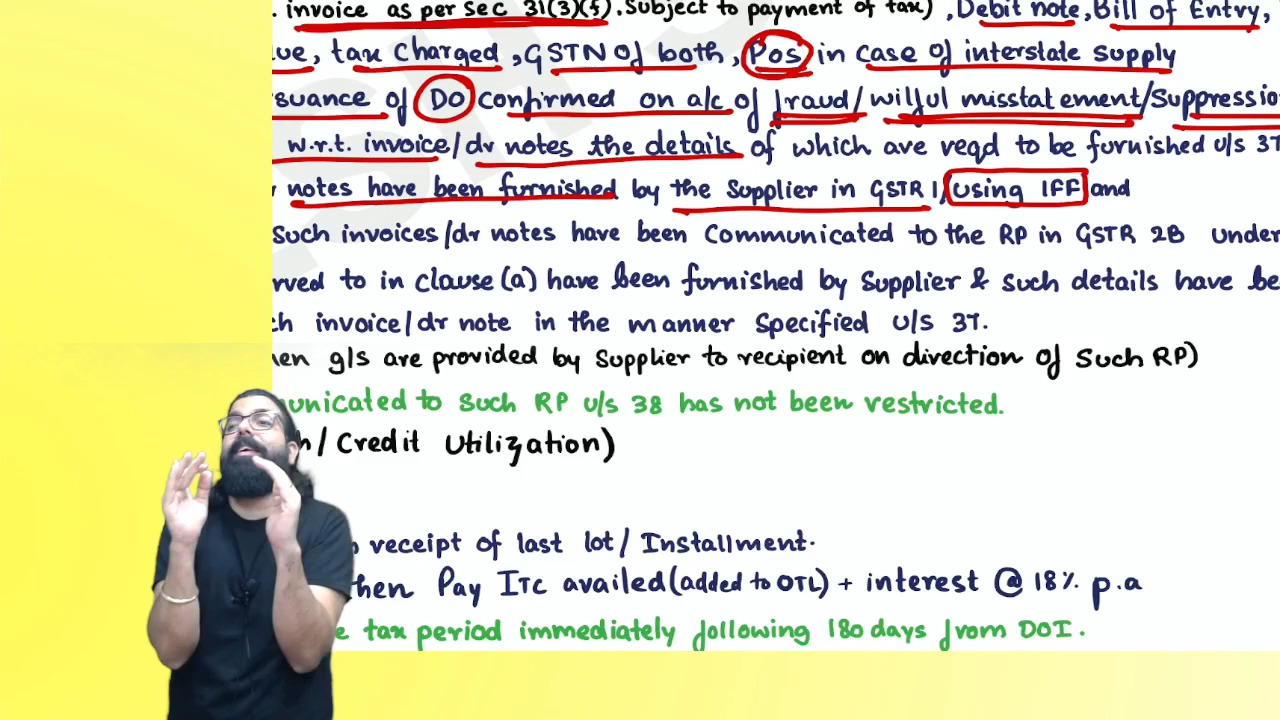 . invoice as per Sec 31(3)(f). Subject to payment of tax) , Debit note, Bill of Entry,
ue, tax Charged , GSTN of both, Pos in case of interstate supply
suance of DO Confirmed on a/c of fraud/ wilful misstatement/Suppressio
w.r.t. invoice/dr notes the details of which are reqd to be furnished u/s 37
notes have been furnished by the Supplier in GSTR 1/ using IFF and
Such invoices/dr notes have been Communicated to the RP in GSTR 2B under
rred to in clause (a) have been furnished by Supplier & such details have be
ch invoice/dr note in the manner Specified u/s 37.
hen g/s are provided by Supplier to recipient on direction of Such RP)
unicated to Such RP u/s 38 has not been restricted.
h/ Credit Utilization)
receipt of last lot/ Installment.
then Pay ITC availed(added to OTL) + interest @ 18% p.a
e tax period immediately following 180 days from DOI.